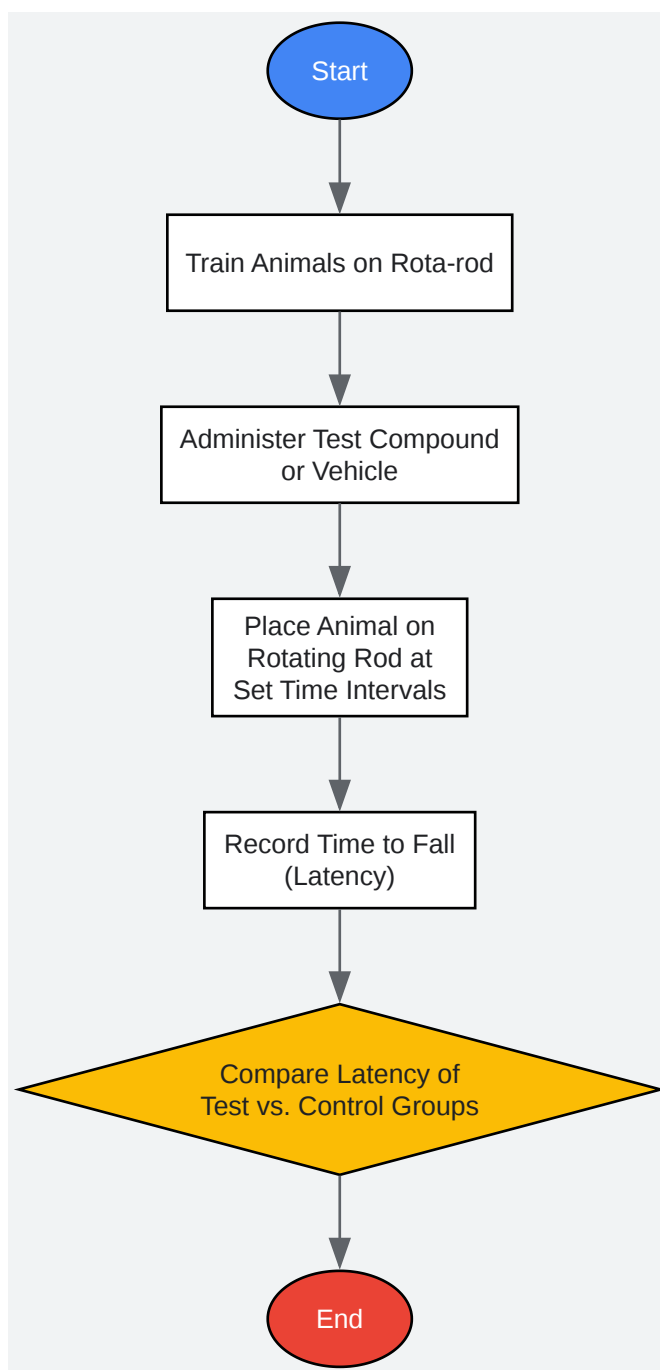 Start
Train Animals on Rota-rod
Administer Test Compound
or Vehicle
Place Animal on
Rotating Rod at
Set Time Intervals
Record Time to Fall
(Latency)
Compare Latency of
Test vs. Control Groups
End